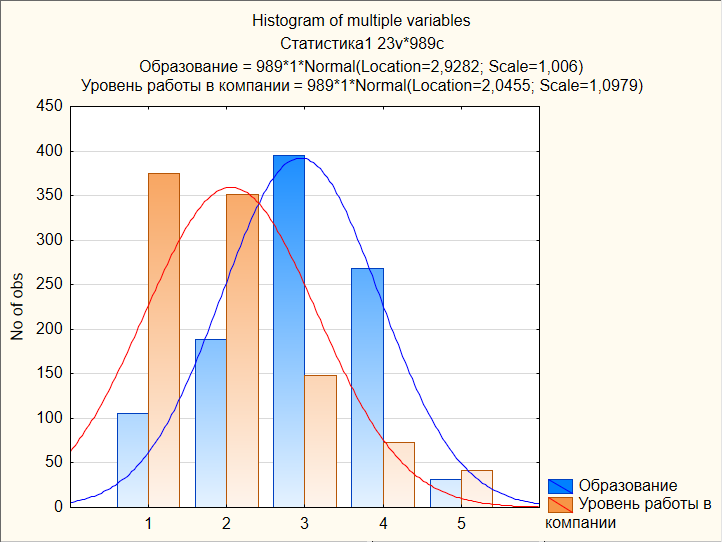 Histogram of multiple variables
Статистика1 23v*989c
Образование = 989*1*Normal(Location=2,9282; Scale=1,006)
Уровень работы в компании = 989*1*Normal(Location=2,0455; Scale=1,0979)
450
400
350
300
250
200
150
100
50
0
No of obs
1 2 3 4 5
Образование
Уровень работы в
компании